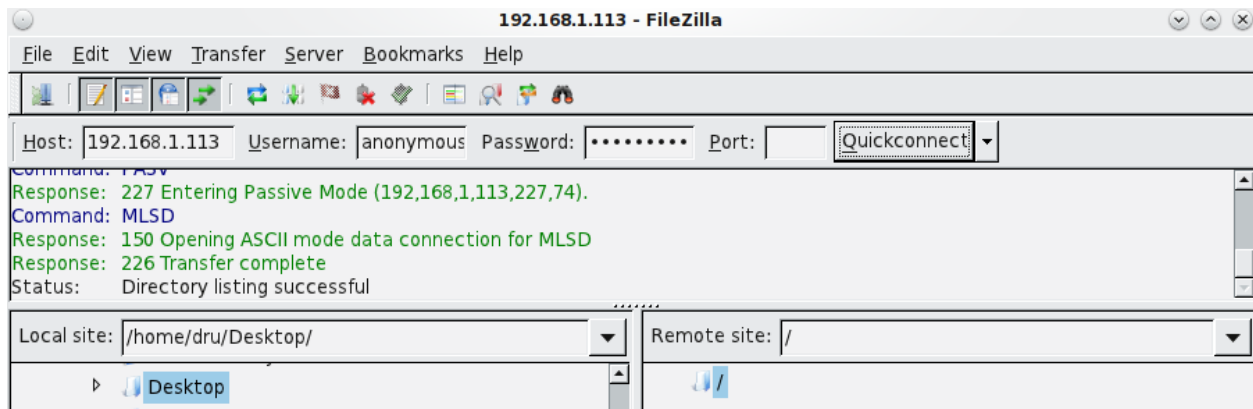 192.168.1.113 - FileZilla
File Edit View Transfer Server Bookmarks Help
Host: 192.168.1.113 Username: anonymous Password: ••••••••• Port: Quickconnect
Command: PASV
Response: 227 Entering Passive Mode (192,168,1,113,227,74).
Command: MLSD
Response: 150 Opening ASCII mode data connection for MLSD
Response: 226 Transfer complete
Status: Directory listing successful
Local site: /home/dru/Desktop/ Remote site: /
Desktop /